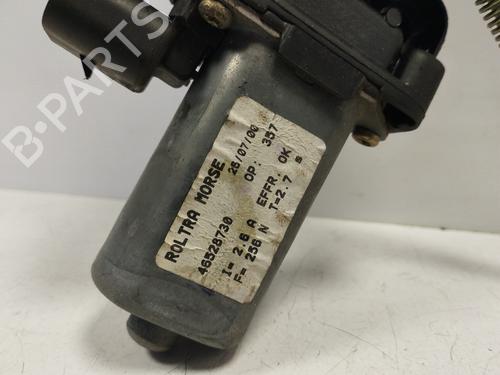 ROLTRA MORSE 26/07/00
46528730 OP: 357
I= 2.6 A EFFR. OK
F= 256 N T=2.7 s
B-PARTS